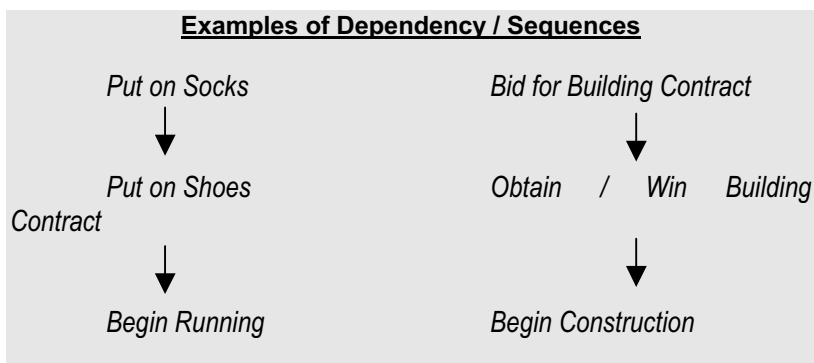 Examples of Dependency / Sequences
Put on Socks Bid for Building Contract
Put on Shoes Obtain / Win Building
Contract
Begin Running Begin Construction